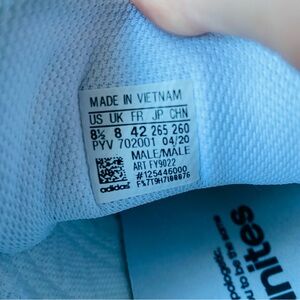 MADE IN VIETNAM
US UK FR JP CHN
8½ 8 42 265 260
PYV 702001 04/20
MALE/MALE
ART FY9022
#125446000
adidas
unites